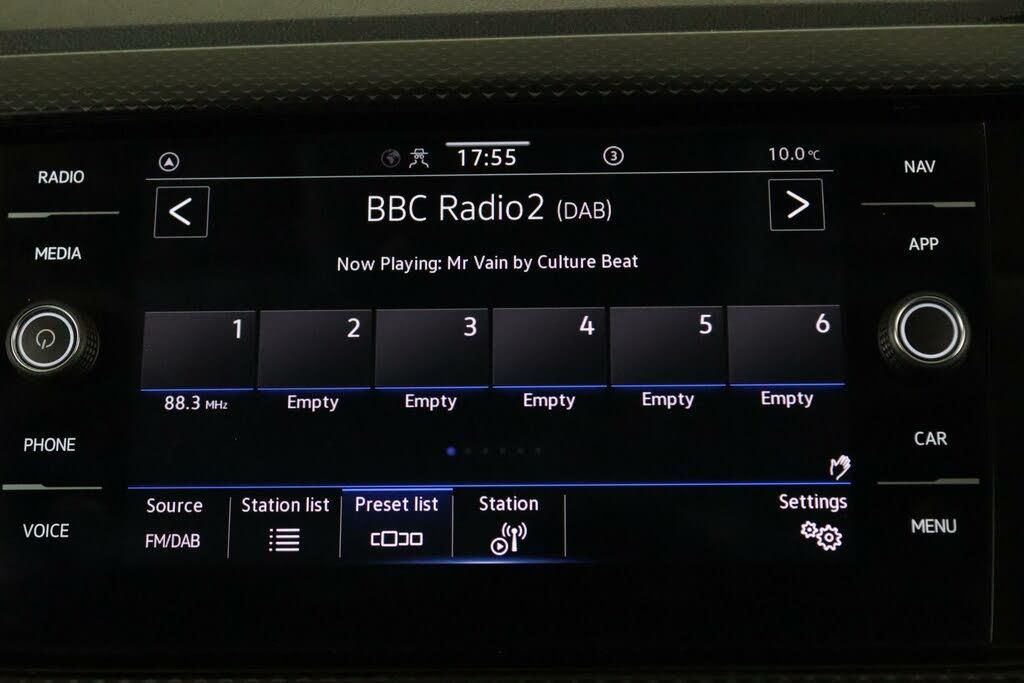 RADIO
MEDIA
PHONE
VOICE
17:55
3
10.0°C
<
BBC Radio2 (DAB)
>
Now Playing: Mr Vain by Culture Beat
1 2 3 4 5 6
88.3 MHz Empty Empty Empty Empty Empty
Source Station list Preset list Station Settings
FM/DAB
NAV
APP
CAR
MENU